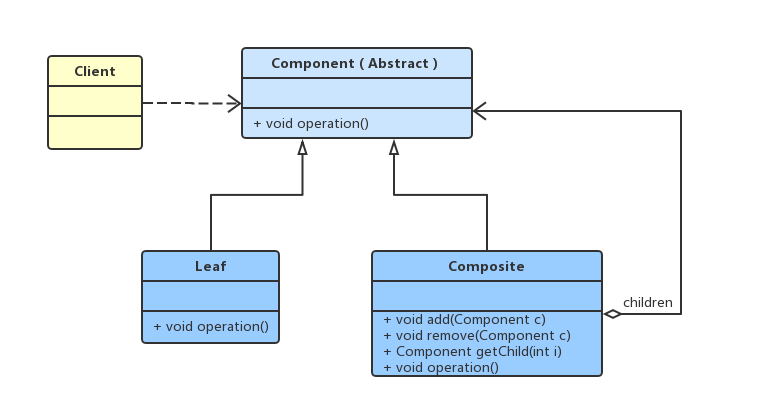 Client
Component ( Abstract )
+ void operation()
Leaf
+ void operation()
Composite
+ void add(Component c)
+ void remove(Component c)
+ Component getChild(int i)
+ void operation()
children